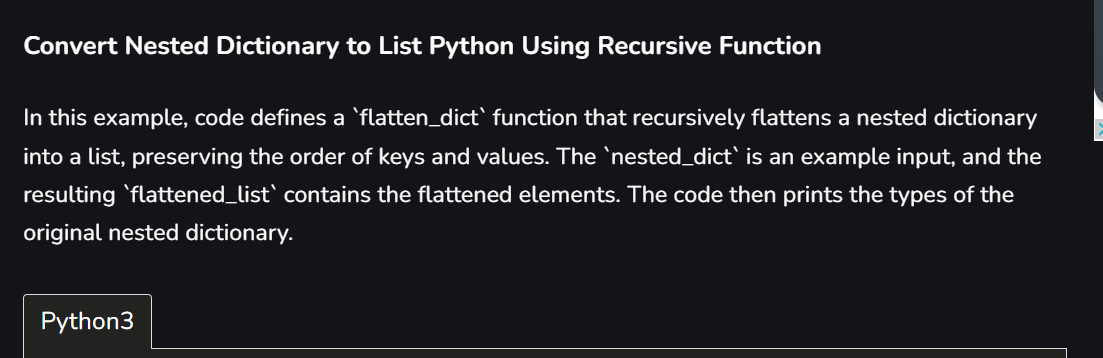 Convert Nested Dictionary to List Python Using Recursive Function
In this example, code defines a `flatten_dict` function that recursively flattens a nested dictionary
into a list, preserving the order of keys and values. The `nested_dict` is an example input, and the
resulting `flattened_list` contains the flattened elements. The code then prints the types of the
original nested dictionary.
Python3